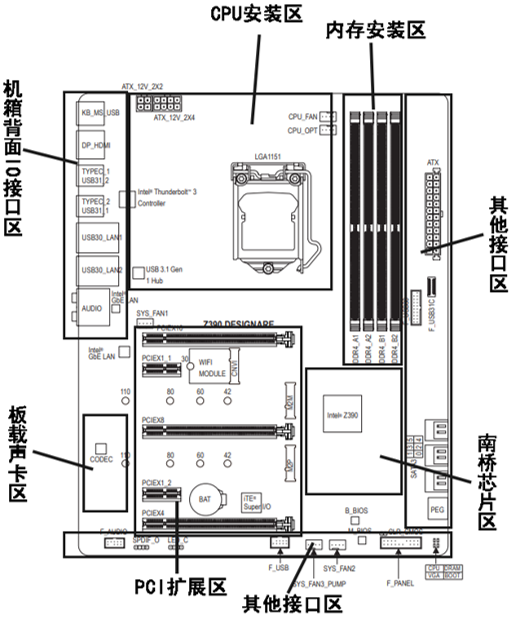 CPU安装区
内存安装区
机箱背面IO接口区
ATX_12V_2X2
ATX_12V_2X4
KB_MS_USB
CPU_FAN
CPU_OPT
DP_HDMI
LGA1151
ATX
TYPEC_1
USB31_2
TYPEC_2
USB31_1
Intel® Thunderbolt™ 3
Controller
其他接口区
USB30_LAN1
USB30_LAN2
USB 3.1 Gen
1 Hub
F_USB31C
AUDIO
Intel®
GbE LAN
SYS_FAN1
Z390 DESIGNARE
DDR4_A1
DDR4_A2
DDR4_B1
DDR4_B2
PCIEX16
Intel®
GbE LAN
PCIEX1_1
30
WIFI
MODULE
CNVI
110
80
60
42
M2M
PCIEX8
Intel® Z390
板载声卡区
CODEC
110
80
60
42
M2P
SATA3
南桥芯片区
PCIEX1_2
BAT
iTE®
Super I/O
PEG
PCIEX4
B_BIOS
M_BIOS
F_AUDIO
SPDIF_O
F_USB
SYS_FAN3_PUMP
SYS_FAN2
F_PANEL
CPU
DRAM
VGA
BOOT
PCI扩展区
其他接口区